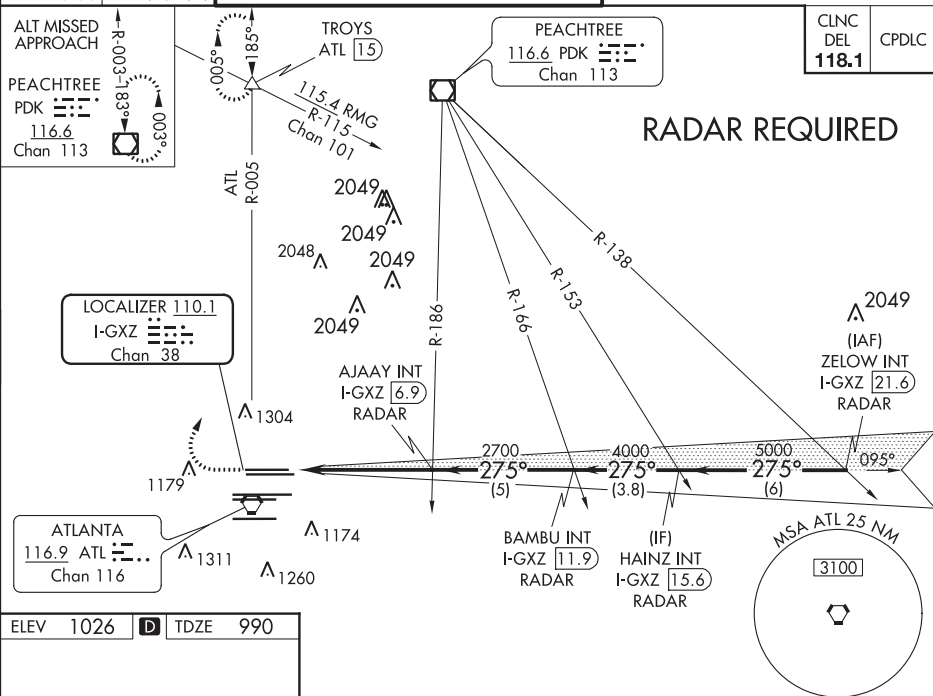 ALT MISSED
APPROACH
PEACHTREE
PDK
116.6
Chan 113
R-003
183°
003°
005°
185°
TROYS
ATL 15
115.4 RMG
R-115
Chan 101
PEACHTREE
116.6 PDK
Chan 113
CLNC
DEL
118.1
CPDLC
RADAR REQUIRED
ATL
R-005
2049
2049
2048
2049
2049
R-186
R-166
R-153
R-138
2049
LOCALIZER 110.1
I-GXZ
Chan 38
AJAAY INT
I-GXZ 6.9
RADAR
(IAF)
ZELOW INT
I-GXZ 21.6
RADAR
1304
1179
2700
4000
5000
275°
275°
275°
095°
(5)
(3.8)
(6)
ATLANTA
116.9 ATL
Chan 116
1311
1174
1260
BAMBU INT
I-GXZ 11.9
RADAR
(IF)
HAINZ INT
I-GXZ 15.6
RADAR
MSA ATL 25 NM
3100
ELEV 1026 D TDZE 990